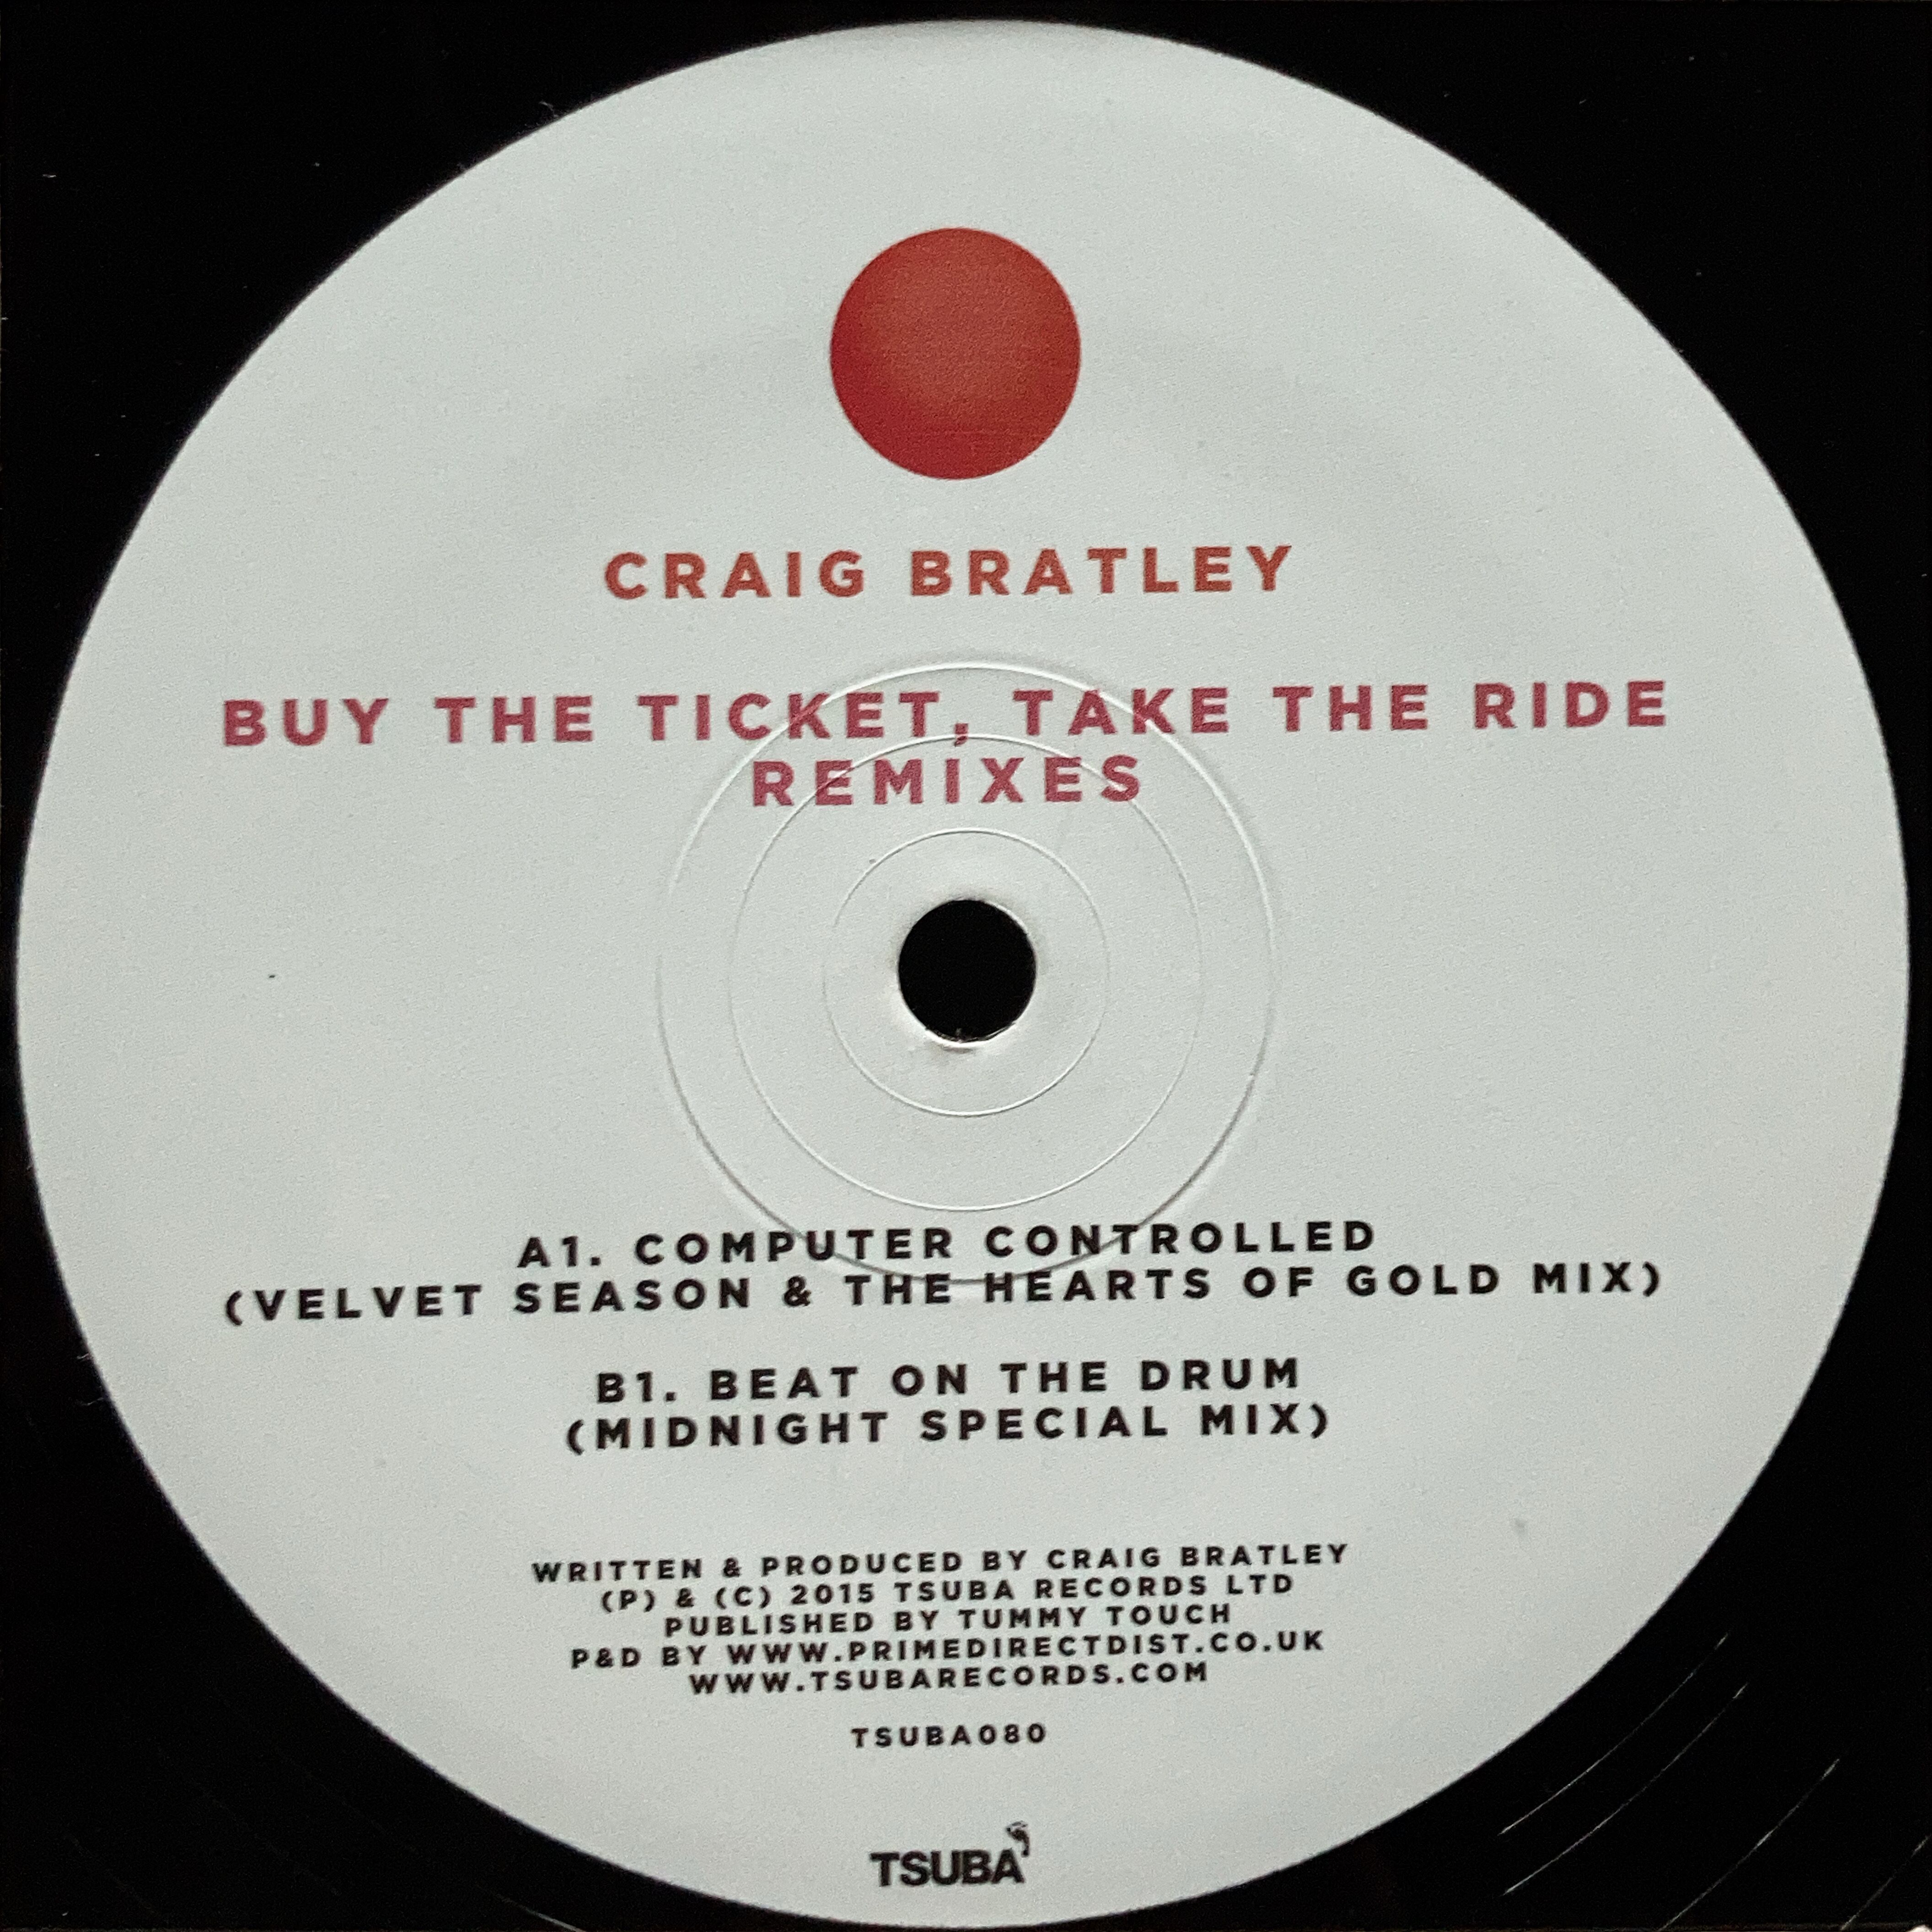 CRAIG BRATLEY
BUY THE TICKET, TAKE THE RIDE
REMIXES
A1. COMPUTER CONTROLLED
(VELVET SEASON & THE HEARTS OF GOLD MIX)
B1. BEAT ON THE DRUM
(MIDNIGHT SPECIAL MIX)
WRITTEN & PRODUCED BY CRAIG BRATLEY
(P) & (C) 2015 TSUBA RECORDS LTD
PUBLISHED BY TUMMY TOUCH
P&D BY WWW.PRIMEDIRECTDIST.CO.UK
WWW.TSUBARECORDS.COM
TSUBA080
TSUBA